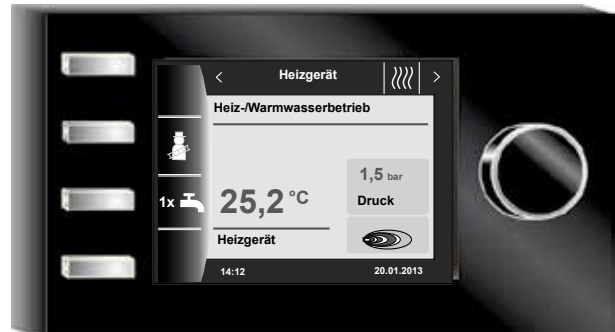 Heizgerät
Heiz-/Warmwasserbetrieb
1,5 bar
1x
25,2 °C
Druck
Heizgerät
14:12
20.01.2013